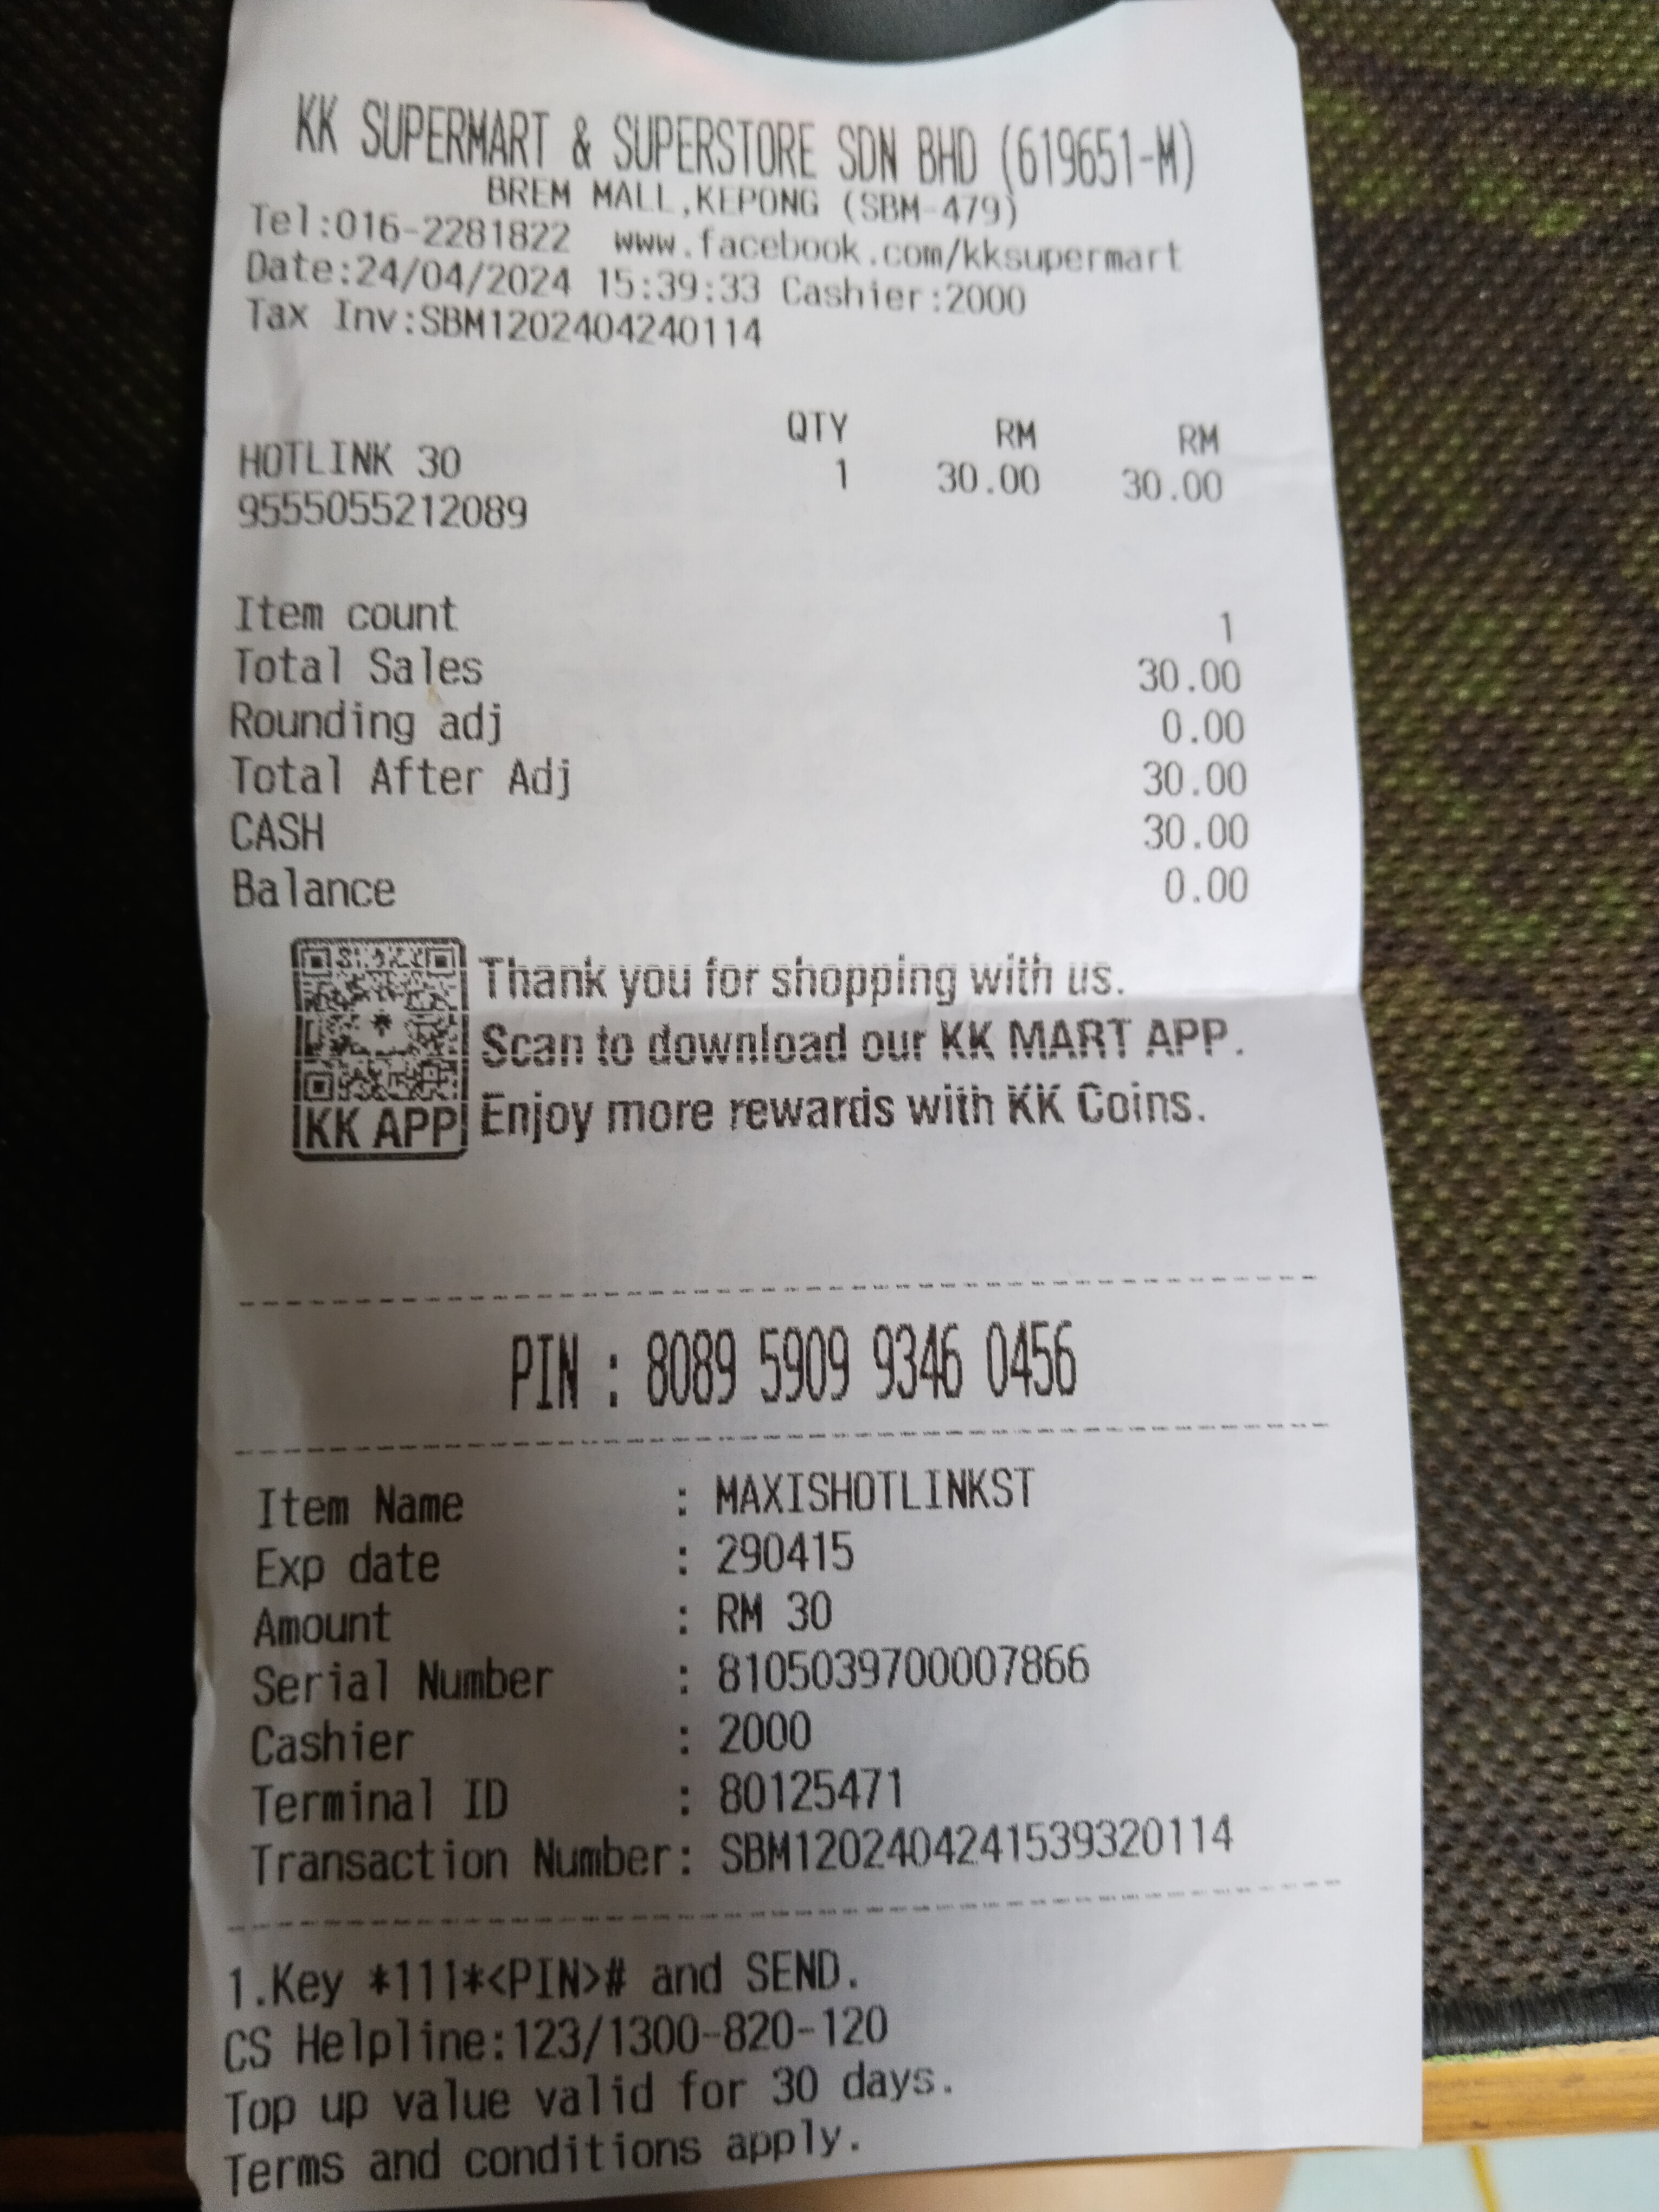 KK SUPERMART & SUPERSTORE SDN BHD (619651-M)
BREM MALL,KEPONG (SBM-479)
Tel:016-2281822 www.facebook.com/kksupermart
Date:24/04/2024 15:39:33 Cashier:2000
Tax Inv:SBM1202404240114
QTY RM RM
HOTLINK 30 1 30.00 30.00
9555055212089
Item count 1
Total Sales 30.00
Rounding adj 0.00
Total After Adj 30.00
CASH 30.00
Balance 0.00
Thank you for shopping with us.
Scan to download our KK MART APP.
Enjoy more rewards with KK Coins.
KK APP
PIN : 8089 5909 9346 0456
Item Name : MAXISHOTLINKST
Exp date : 290415
Amount : RM 30
Serial Number : 8105039700007866
Cashier : 2000
Terminal ID : 80125471
Transaction Number: SBM1202404241539320114
1.Key *111*<PIN># and SEND.
CS Helpline:123/1300-820-120
Top up value valid for 30 days.
Terms and conditions apply.